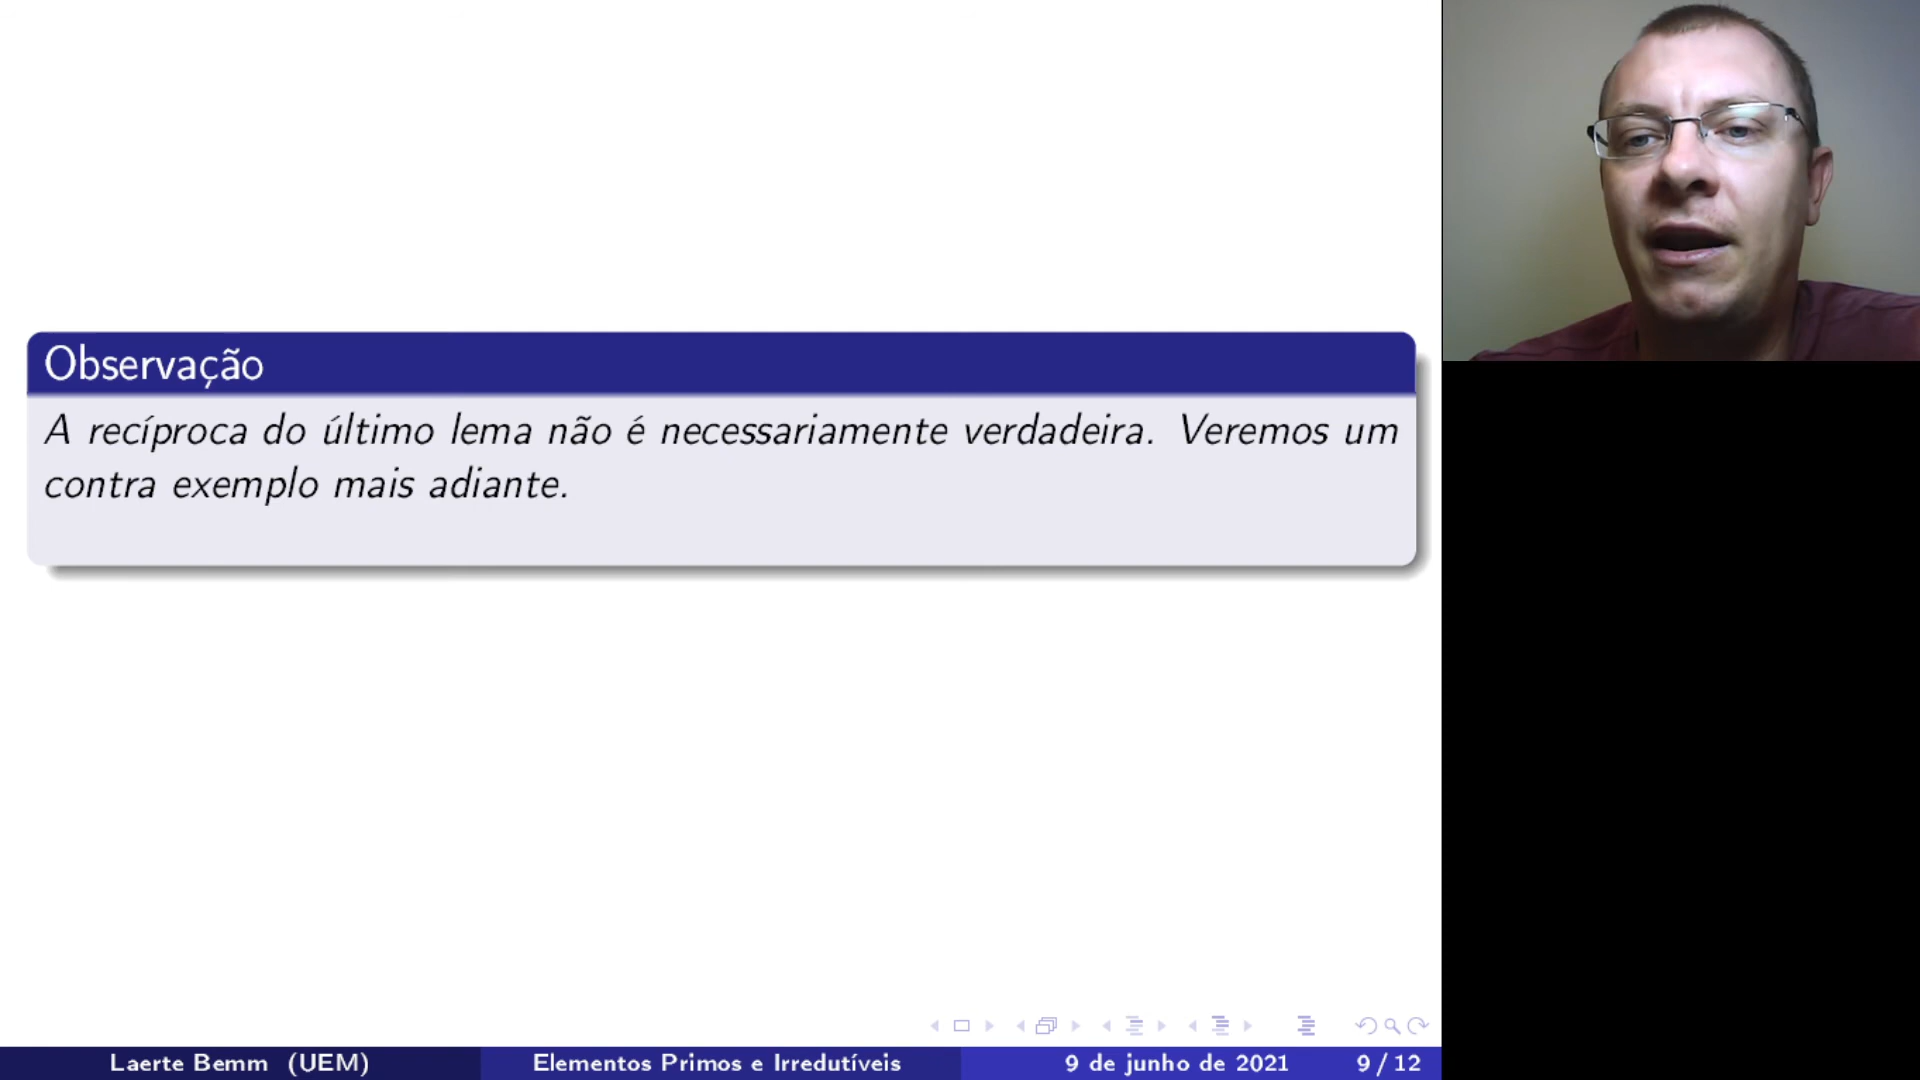 Observação
A recíproca do último lema não é necessariamente verdadeira. Veremos um
contra exemplo mais adiante.
Laerte Bemm (UEM) Elementos Primos e Irredutíveis 9 de junho de 2021 9 / 12